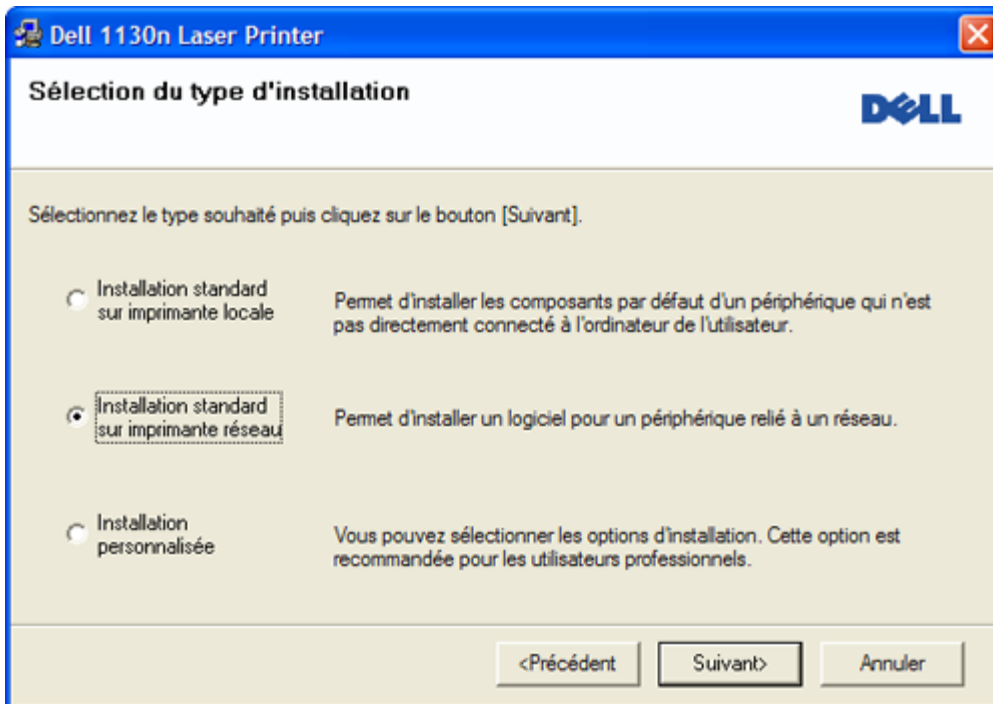 Dell 1130n Laser Printer
Sélection du type d'installation
DELL
Sélectionnez le type souhaité puis cliquez sur le bouton [Suivant].
Installation standard
sur imprimante locale
Permet d'installer les composants par défaut d'un périphérique qui n'est
pas directement connecté à l'ordinateur de l'utilisateur.
Installation standard
sur imprimante réseau
Permet d'installer un logiciel pour un périphérique relié à un réseau.
Installation
personnalisée
Vous pouvez sélectionner les options d'installation. Cette option est
recommandée pour les utilisateurs professionnels.
<Précédent
Suivant>
Annuler